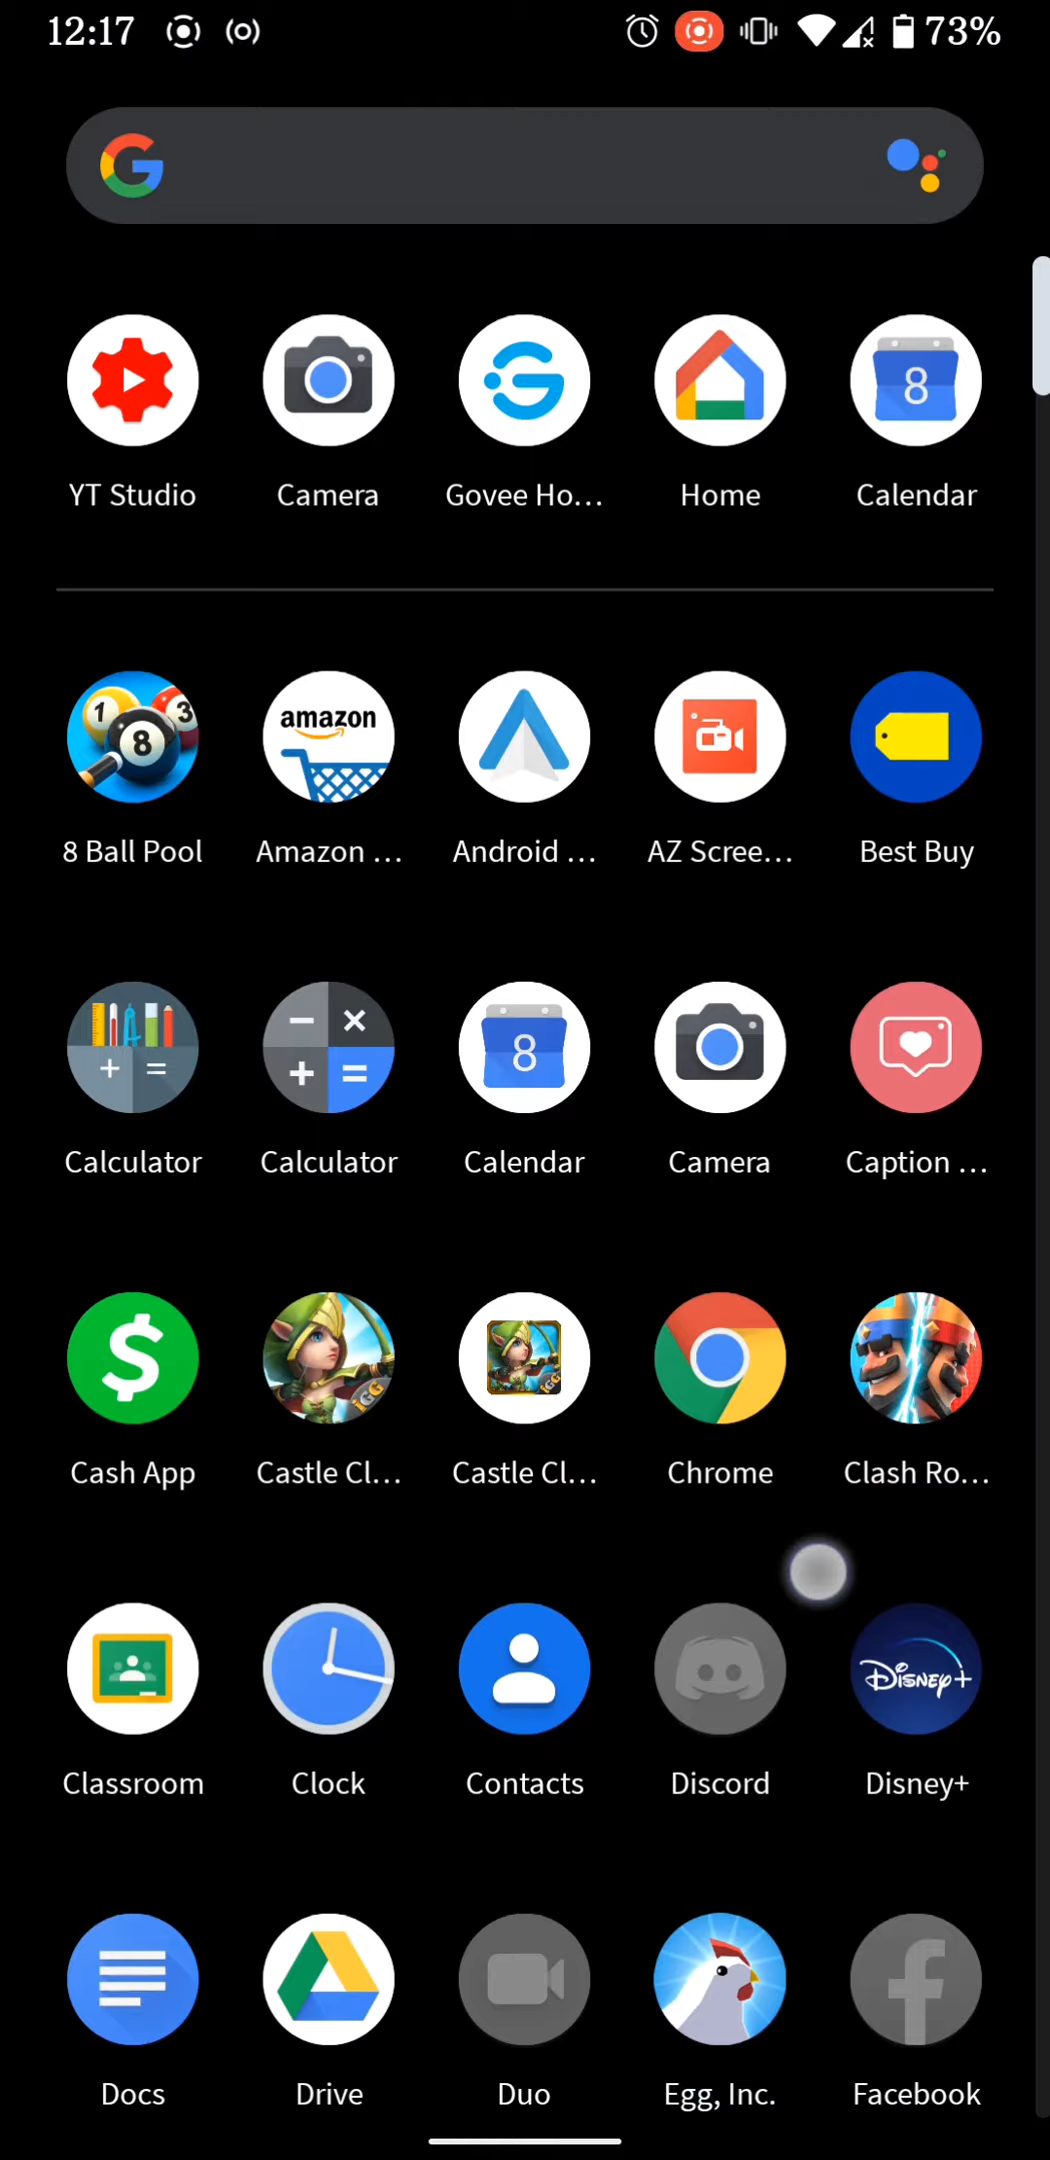 12:17 73%
YT Studio Camera Govee Ho... Home Calendar
8 Ball Pool Amazon ... Android ... AZ Scree... Best Buy
Calculator Calculator Calendar Camera Caption ...
Cash App Castle Cl... Castle Cl... Chrome Clash Ro...
Classroom Clock Contacts Discord Disney+
Docs Drive Duo Egg, Inc. Facebook